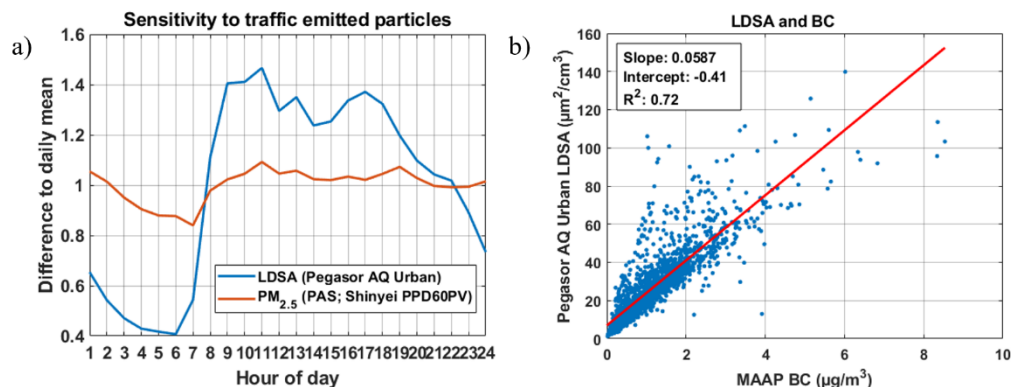 a)
Sensitivity to traffic emitted particles
Difference to daily mean
1.6
1.4
1.2
1
0.8
0.6
0.4
LDSA (Pegasor AQ Urban)
PM2.5 (PAS; Shinyei PPD60PV)
1 2 3 4 5 6 7 8 9 10 11 12 13 14 15 16 17 18 19 20 21 22 23 24
Hour of day
b)
LDSA and BC
Pegasor AQ Urban LDSA (µm²/cm³)
160
140
120
100
80
60
40
20
0
Slope: 0.0587
Intercept: -0.41
R²: 0.72
0 2 4 6 8 10
MAAP BC (µg/m³)